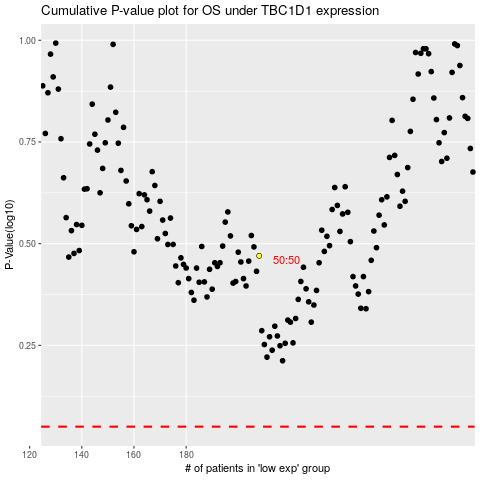 Cumulative P-value plot for OS under TBC1D1 expression
P-Value(log10)
1.00
0.75
0.50
0.25
50:50
120 140 160 180
# of patients in 'low exp' group